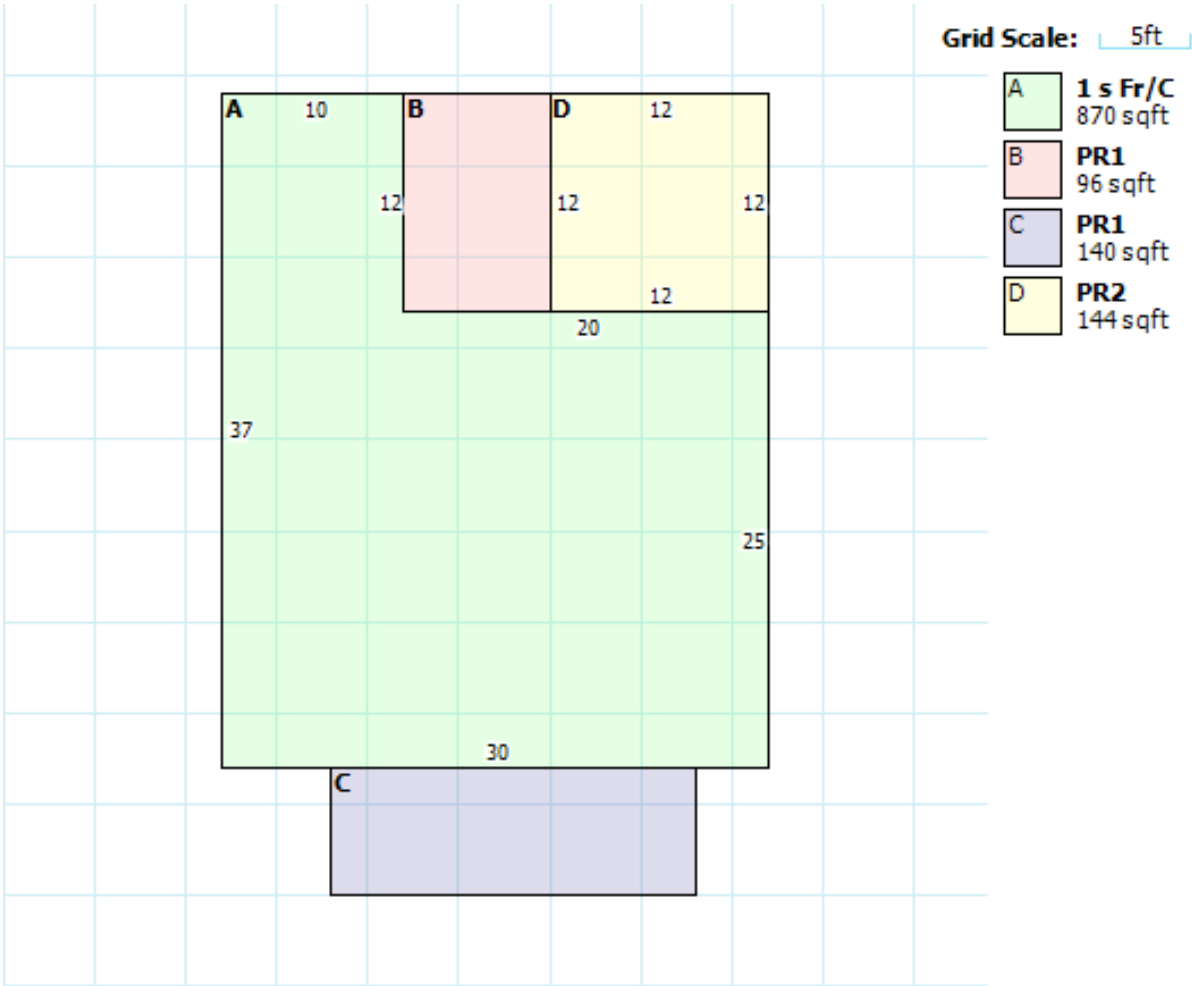 Grid Scale: 5ft
A 1 s Fr/C
870 sqft
B PR1
96 sqft
C PR1
140 sqft
D PR2
144 sqft
A 10 B D 12
12 12 12
12
20
37
25
30
C